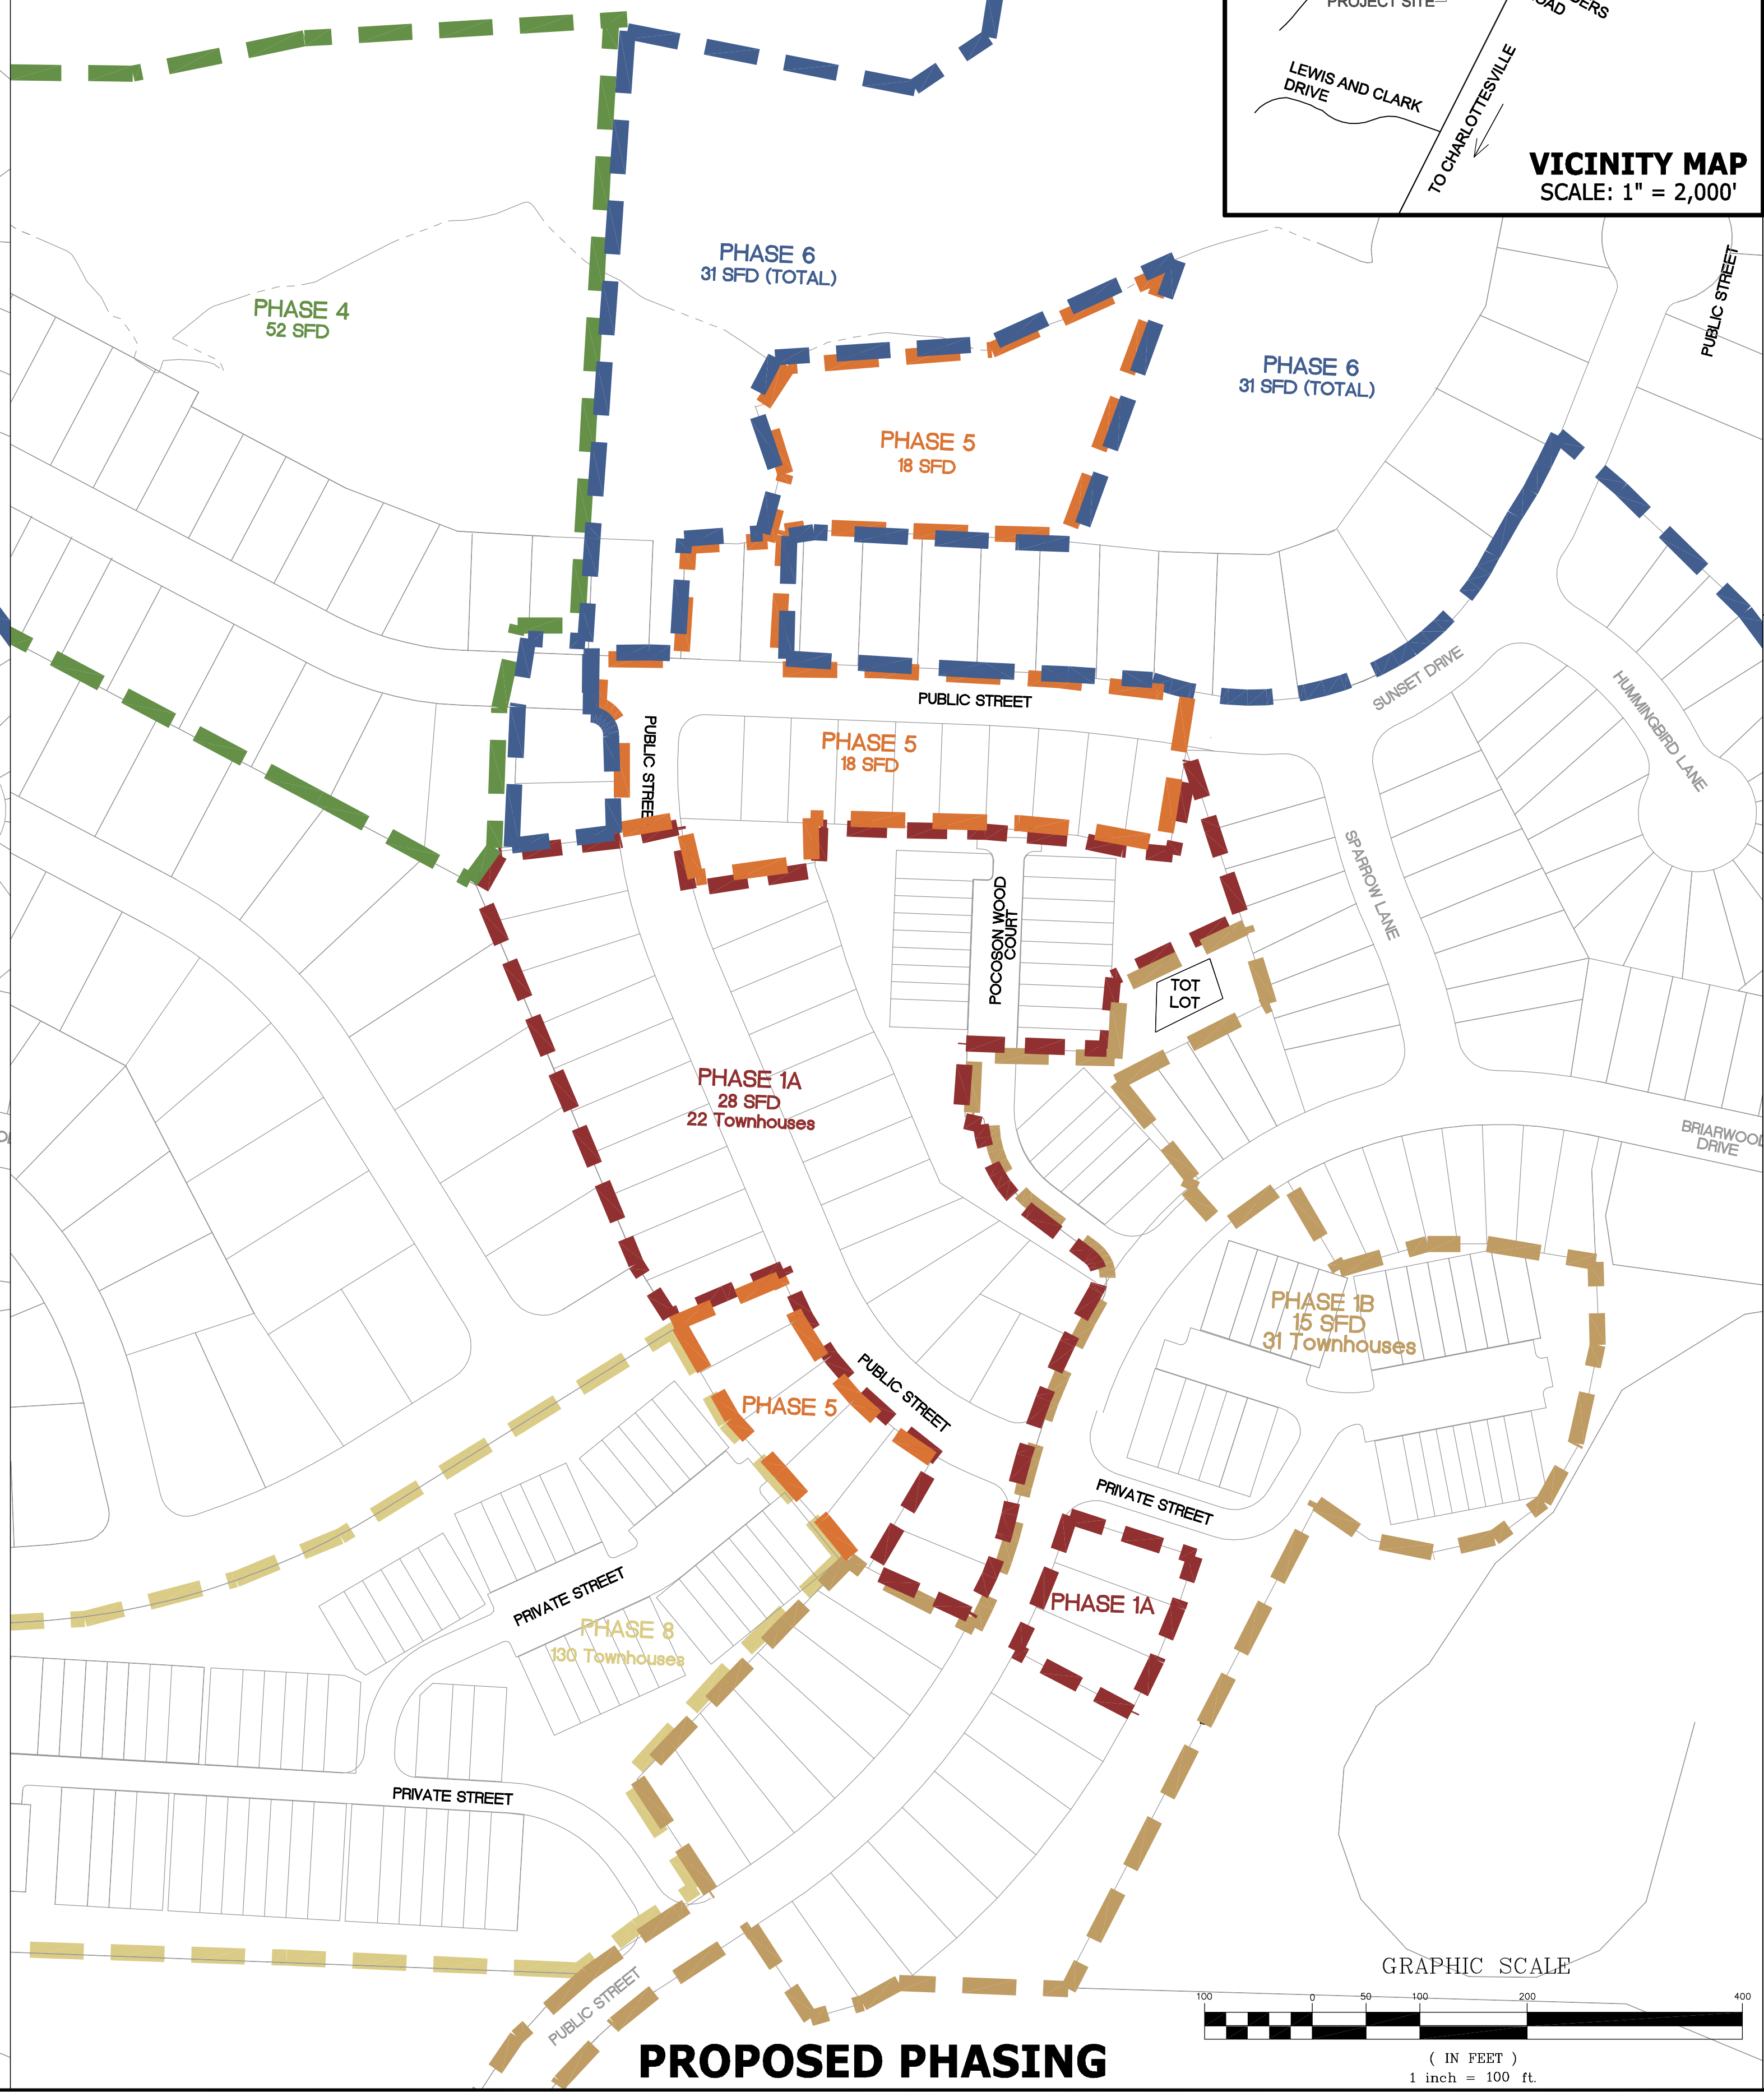 PROJECT SITE
ROAD
LEWIS AND CLARK
DRIVE
TO CHARLOTTESVILLE
VICINITY MAP
SCALE: 1" = 2,000'
PHASE 6
31 SFD (TOTAL)
PUBLIC STREET
PHASE 4
52 SFD
PHASE 6
31 SFD (TOTAL)
PHASE 5
18 SFD
SUNSET DRIVE
HUMMINGBIRD LANE
PUBLIC STREET
PUBLIC STREET
PHASE 5
18 SFD
SPARROW LANE
POCOSON WOOD
COURT
TOT
LOT
PHASE 1A
28 SFD
22 Townhouses
BRIARWOOD
DRIVE
PHASE 1B
15 SFD
31 Townhouses
PUBLIC STREET
PHASE 5
PRIVATE STREET
PRIVATE STREET
PHASE 1A
PHASE 8
130 Townhouses
PRIVATE STREET
GRAPHIC SCALE
100 0 50 100 200 400
PUBLIC STREET
PROPOSED PHASING
( IN FEET )
1 inch = 100 ft.